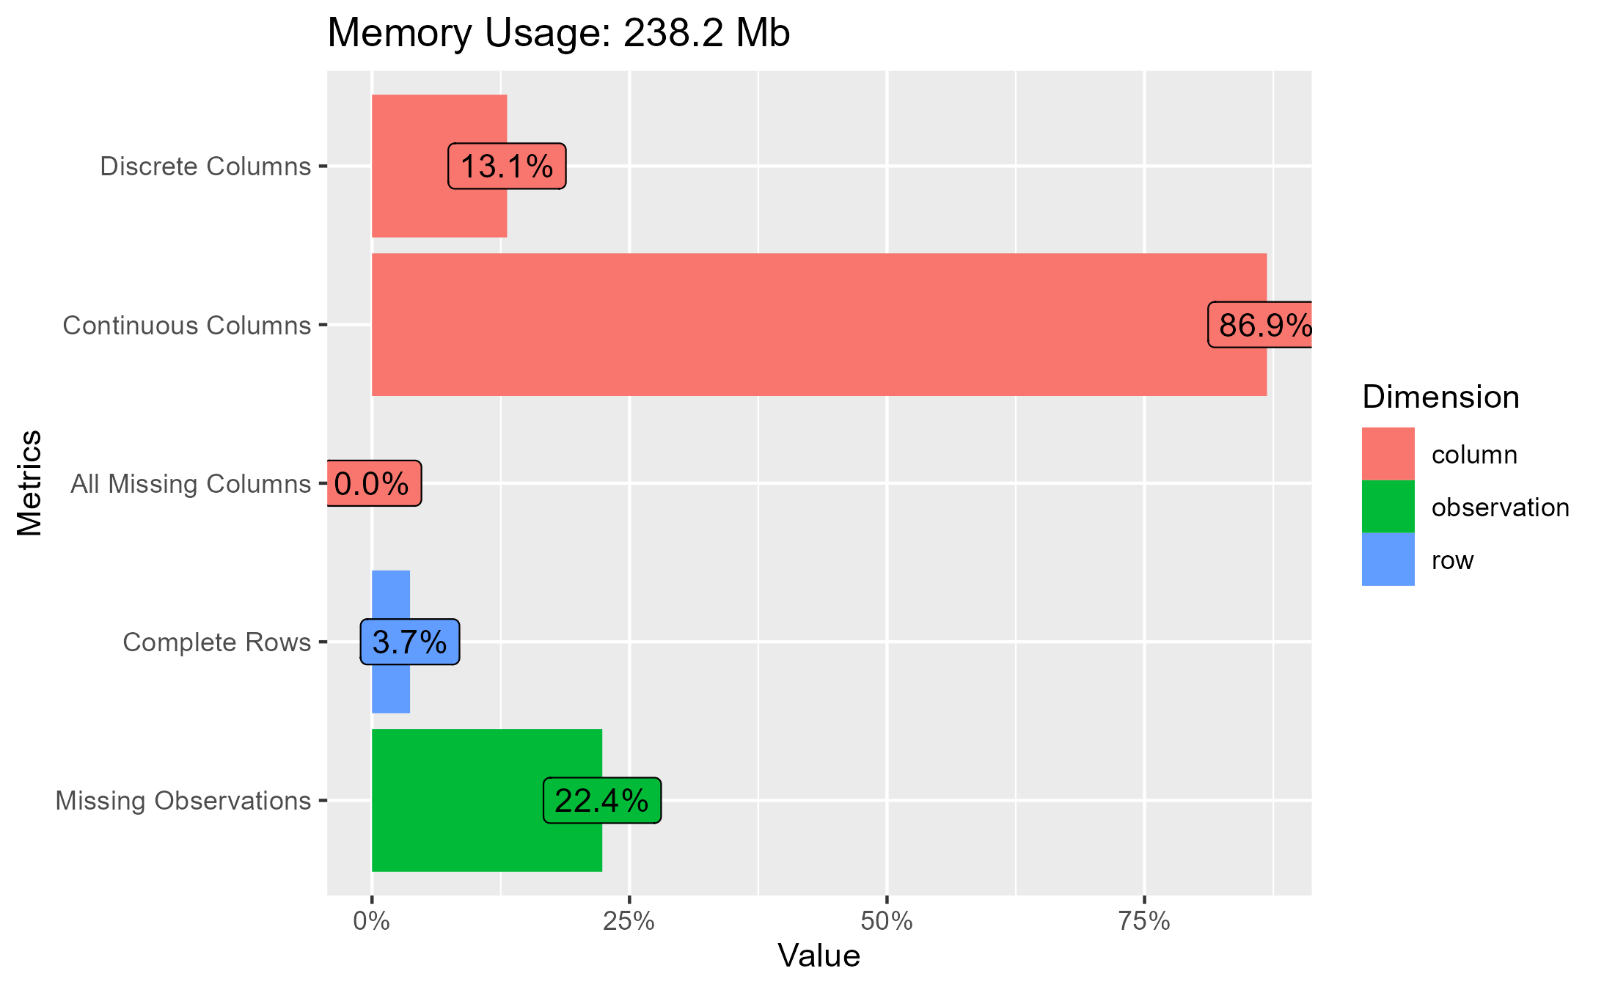 Memory Usage: 238.2 Mb
Discrete Columns
13.1%
Continuous Columns
86.9%
All Missing Columns
0.0%
Complete Rows
3.7%
Missing Observations
22.4%
Metrics
0%
25%
50%
75%
Value
Dimension
column
observation
row